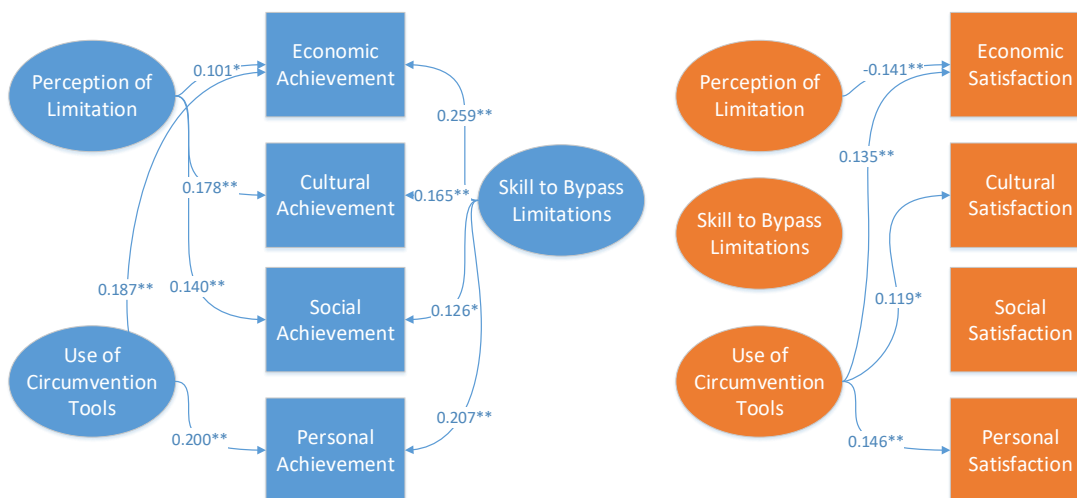 Perception of
Limitation
Use of
Circumvention
Tools
Economic
Achievement
Cultural
Achievement
Social
Achievement
Personal
Achievement
Skill to Bypass
Limitations
0.101*
0.178**
0.140**
0.187**
0.200**
0.259**
0.165**
0.126*
0.207**
Perception of
Limitation
Skill to Bypass
Limitations
Use of
Circumvention
Tools
Economic
Satisfaction
Cultural
Satisfaction
Social
Satisfaction
Personal
Satisfaction
-0.141**
0.135**
0.119*
0.146**